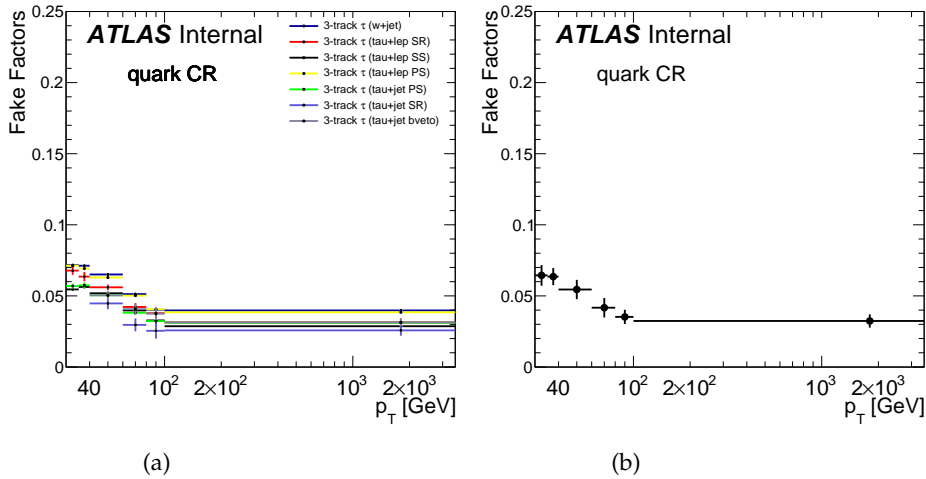 Fake Factors
0.25
0.2
0.15
0.1
0.05
0
ATLAS Internal
quark CR
3-track τ (w+jet)
3-track τ (tau+lep SR)
3-track τ (tau+lep SS)
3-track τ (tau+lep PS)
3-track τ (tau+jet PS)
3-track τ (tau+jet SR)
3-track τ (tau+jet bveto)
40 10² 2×10² 10³ 2×10³
p_T [GeV]
(a)
Fake Factors
0.25
0.2
0.15
0.1
0.05
0
ATLAS Internal
quark CR
40 10² 2×10² 10³ 2×10³
p_T [GeV]
(b)